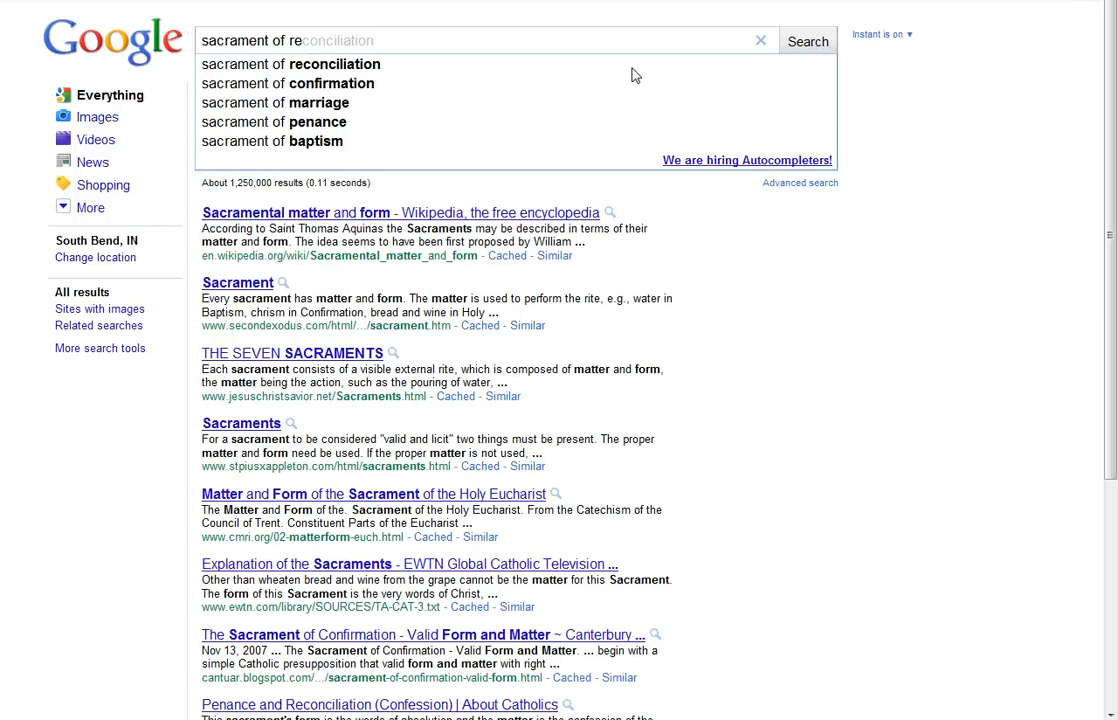 Google
sacrament of reconciliation
Search
Instant is on ▼
sacrament of reconciliation
sacrament of confirmation
sacrament of marriage
sacrament of penance
sacrament of baptism
We are hiring Autocompleters!
Everything
Images
Videos
News
Shopping
More
South Bend, IN
Change location
All results
Sites with images
Related searches
More search tools
About 1,250,000 results (0.11 seconds)
Advanced search
Sacramental matter and form - Wikipedia, the free encyclopedia
According to Saint Thomas Aquinas the Sacraments may be described in terms of their
matter and form. The idea seems to have been first proposed by William ...
en.wikipedia.org/wiki/Sacramental_matter_and_form - Cached - Similar
Sacrament
Every sacrament has matter and form. The matter is used to perform the rite, e.g., water in
Baptism, chrism in Confirmation, bread and wine in Holy ...
www.secondexodus.com/html/.../sacrament.htm - Cached - Similar
THE SEVEN SACRAMENTS
Each sacrament consists of a visible external rite, which is composed of matter and form,
the matter being the action, such as the pouring of water, ...
www.jesuschristsavior.net/Sacraments.html - Cached - Similar
Sacraments
For a sacrament to be considered "valid and licit" two things must be present. The proper
matter and form need be used. If the proper matter is not used, ...
www.stpiusxappleton.com/html/sacraments.html - Cached - Similar
Matter and Form of the Sacrament of the Holy Eucharist
The Matter and Form of the. Sacrament of the Holy Eucharist. From the Catechism of the
Council of Trent. Constituent Parts of the Eucharist ...
www.cmri.org/02-matterform-euch.html - Cached - Similar
Explanation of the Sacraments - EWTN Global Catholic Television ...
Other than wheaten bread and wine from the grape cannot be the matter for this Sacrament.
The form of this Sacrament is the very words of Christ, ...
www.ewtn.com/library/SOURCES/TA-CAT-3.txt - Cached - Similar
The Sacrament of Confirmation - Valid Form and Matter ~ Canterbury ...
Nov 13, 2007 ... The Sacrament of Confirmation - Valid Form and Matter. ... begin with a
simple Catholic presupposition that valid form and matter with right ...
cantuar.blogspot.com/.../sacrament-of-confirmation-valid-form.html - Cached - Similar
Penance and Reconciliation (Confession) | About Catholics
This sacrament's form is the words of absolution and the matter is the confession of the